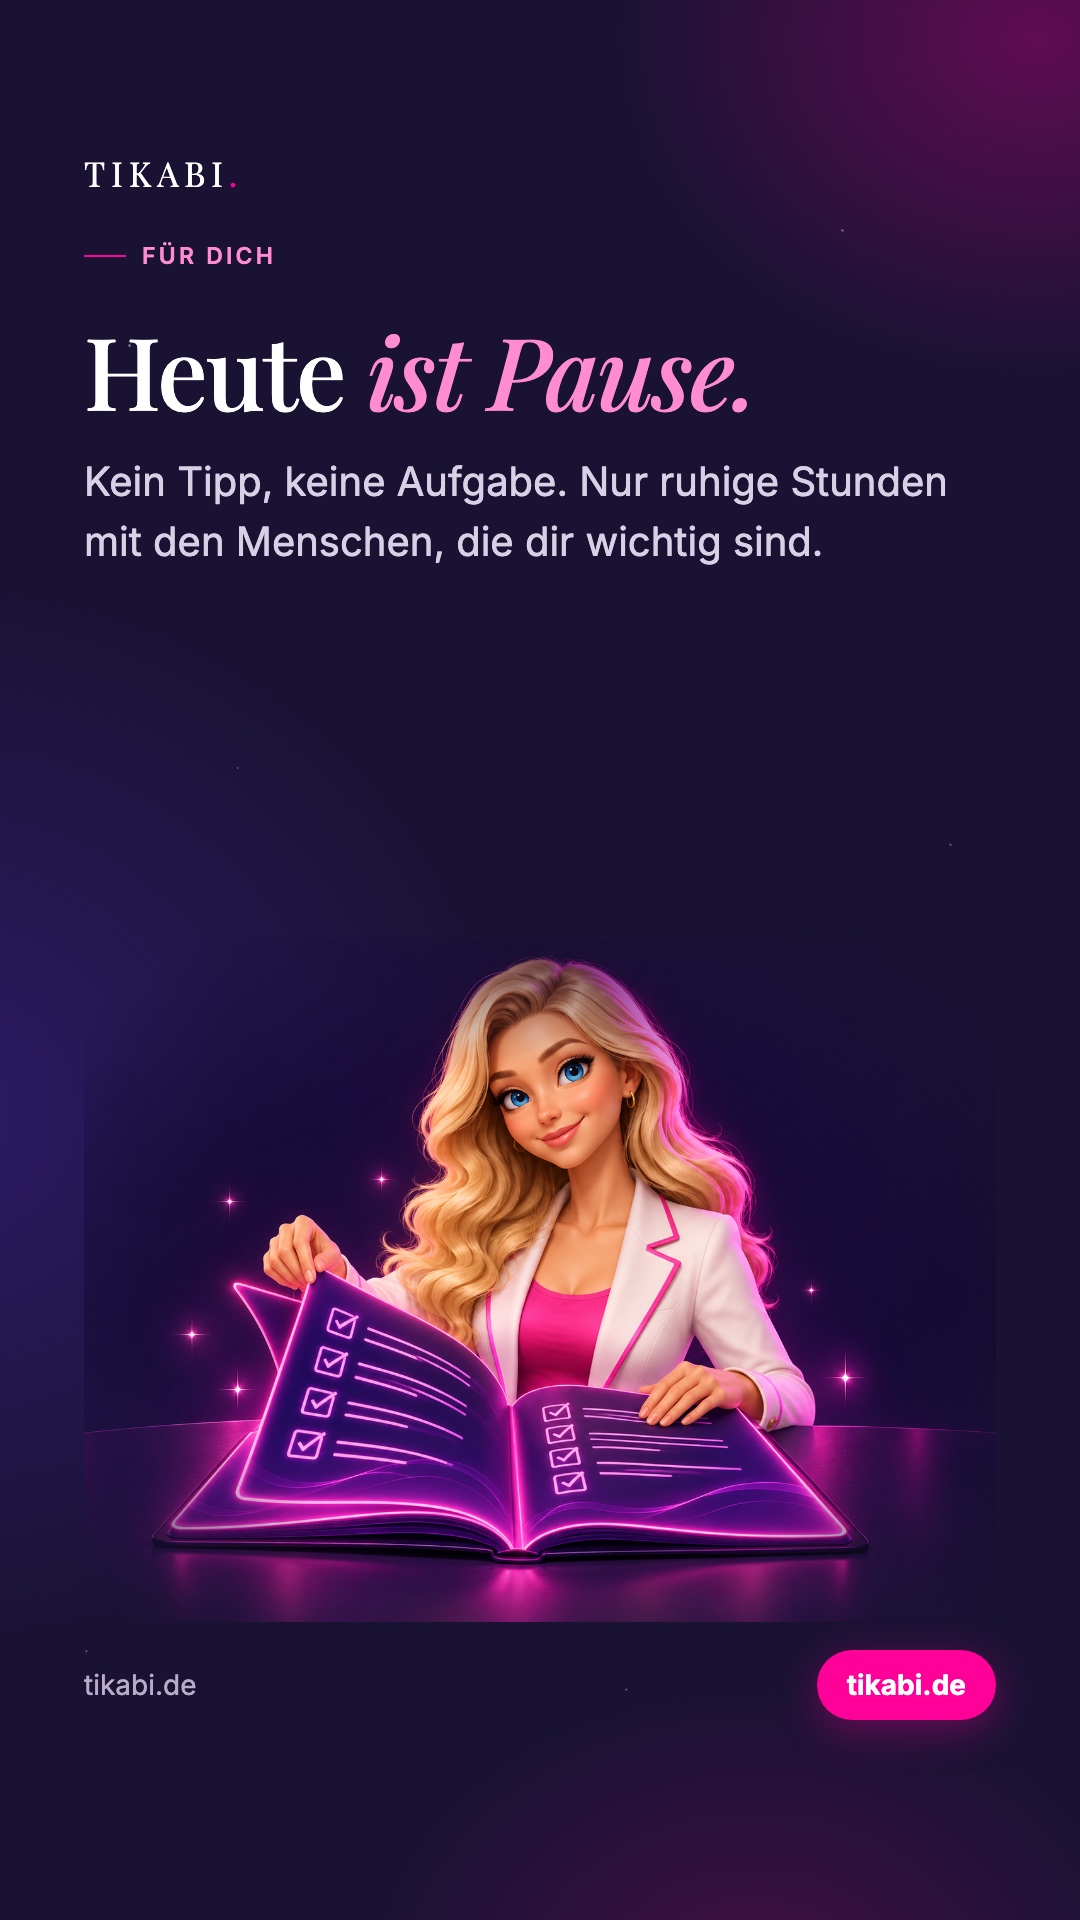 TIKABI.
FÜR DICH
Heute ist Pause.
Kein Tipp, keine Aufgabe. Nur ruhige Stunden
mit den Menschen, die dir wichtig sind.
tikabi.de
tikabi.de